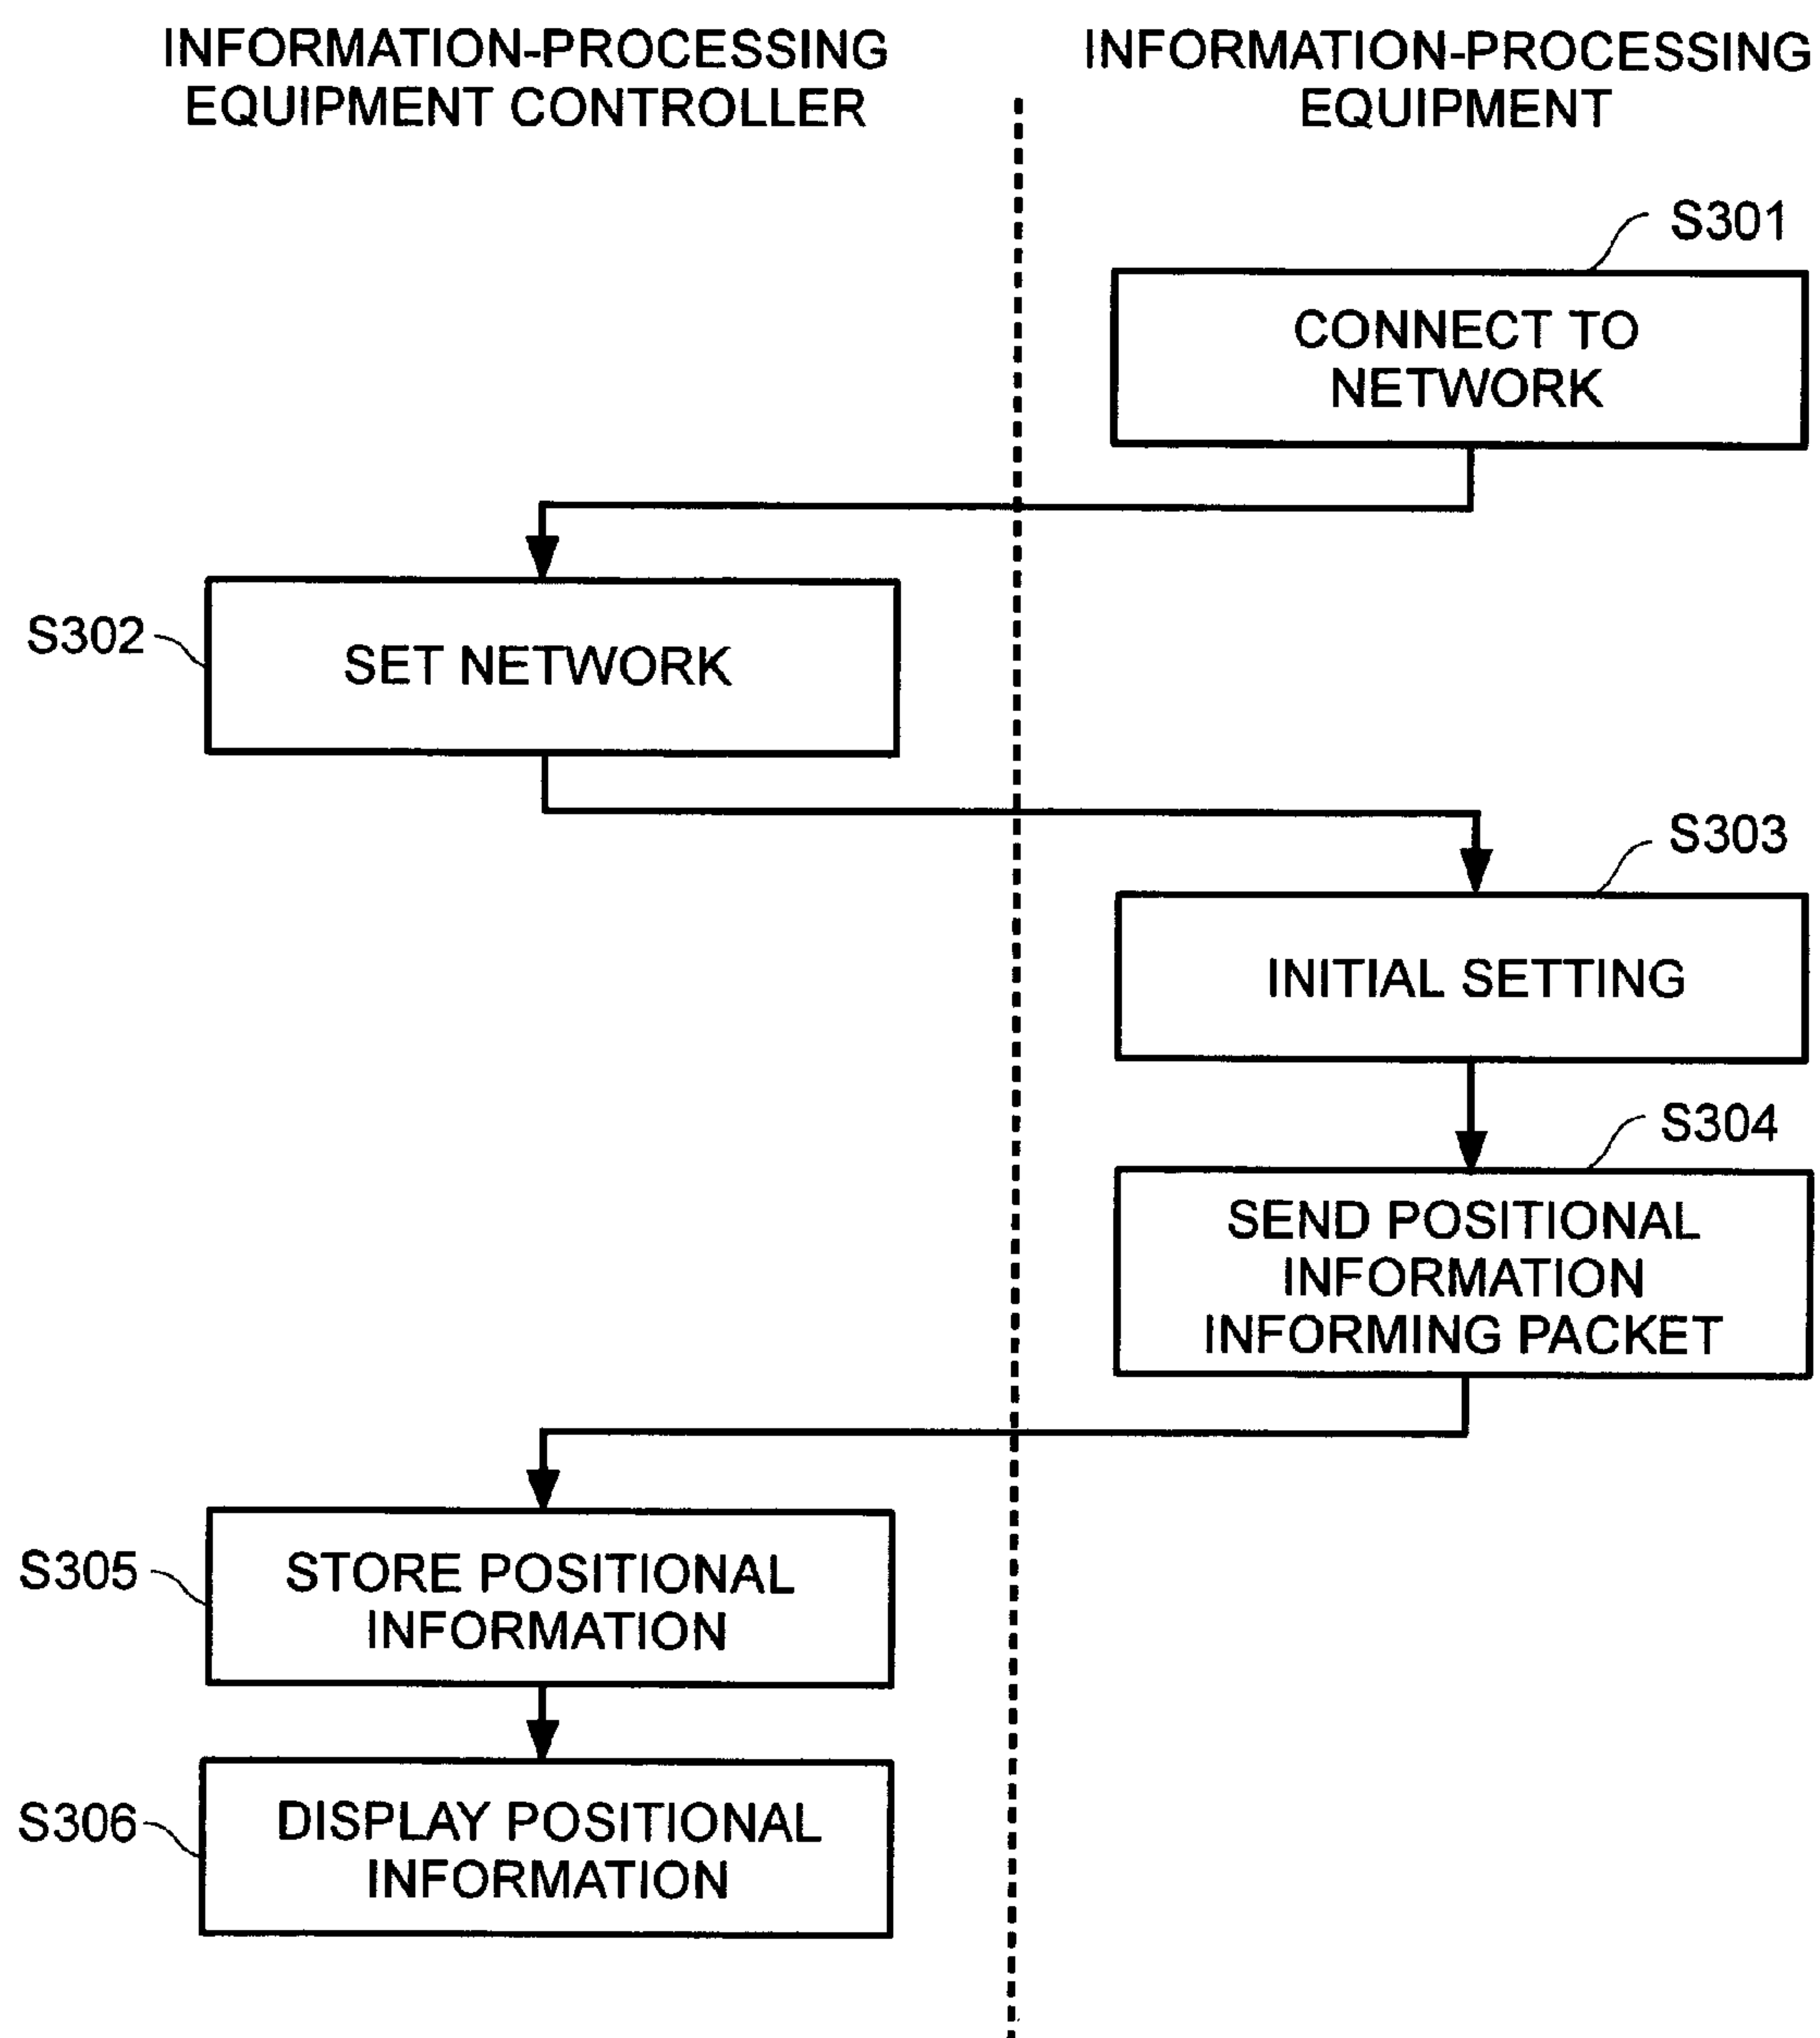 INFORMATION-PROCESSING
EQUIPMENT CONTROLLER
INFORMATION-PROCESSING
EQUIPMENT
S301
CONNECT TO
NETWORK
S302
SET NETWORK
S303
INITIAL SETTING
S304
SEND POSITIONAL
INFORMATION
INFORMING PACKET
S305
STORE POSITIONAL
INFORMATION
S306
DISPLAY POSITIONAL
INFORMATION